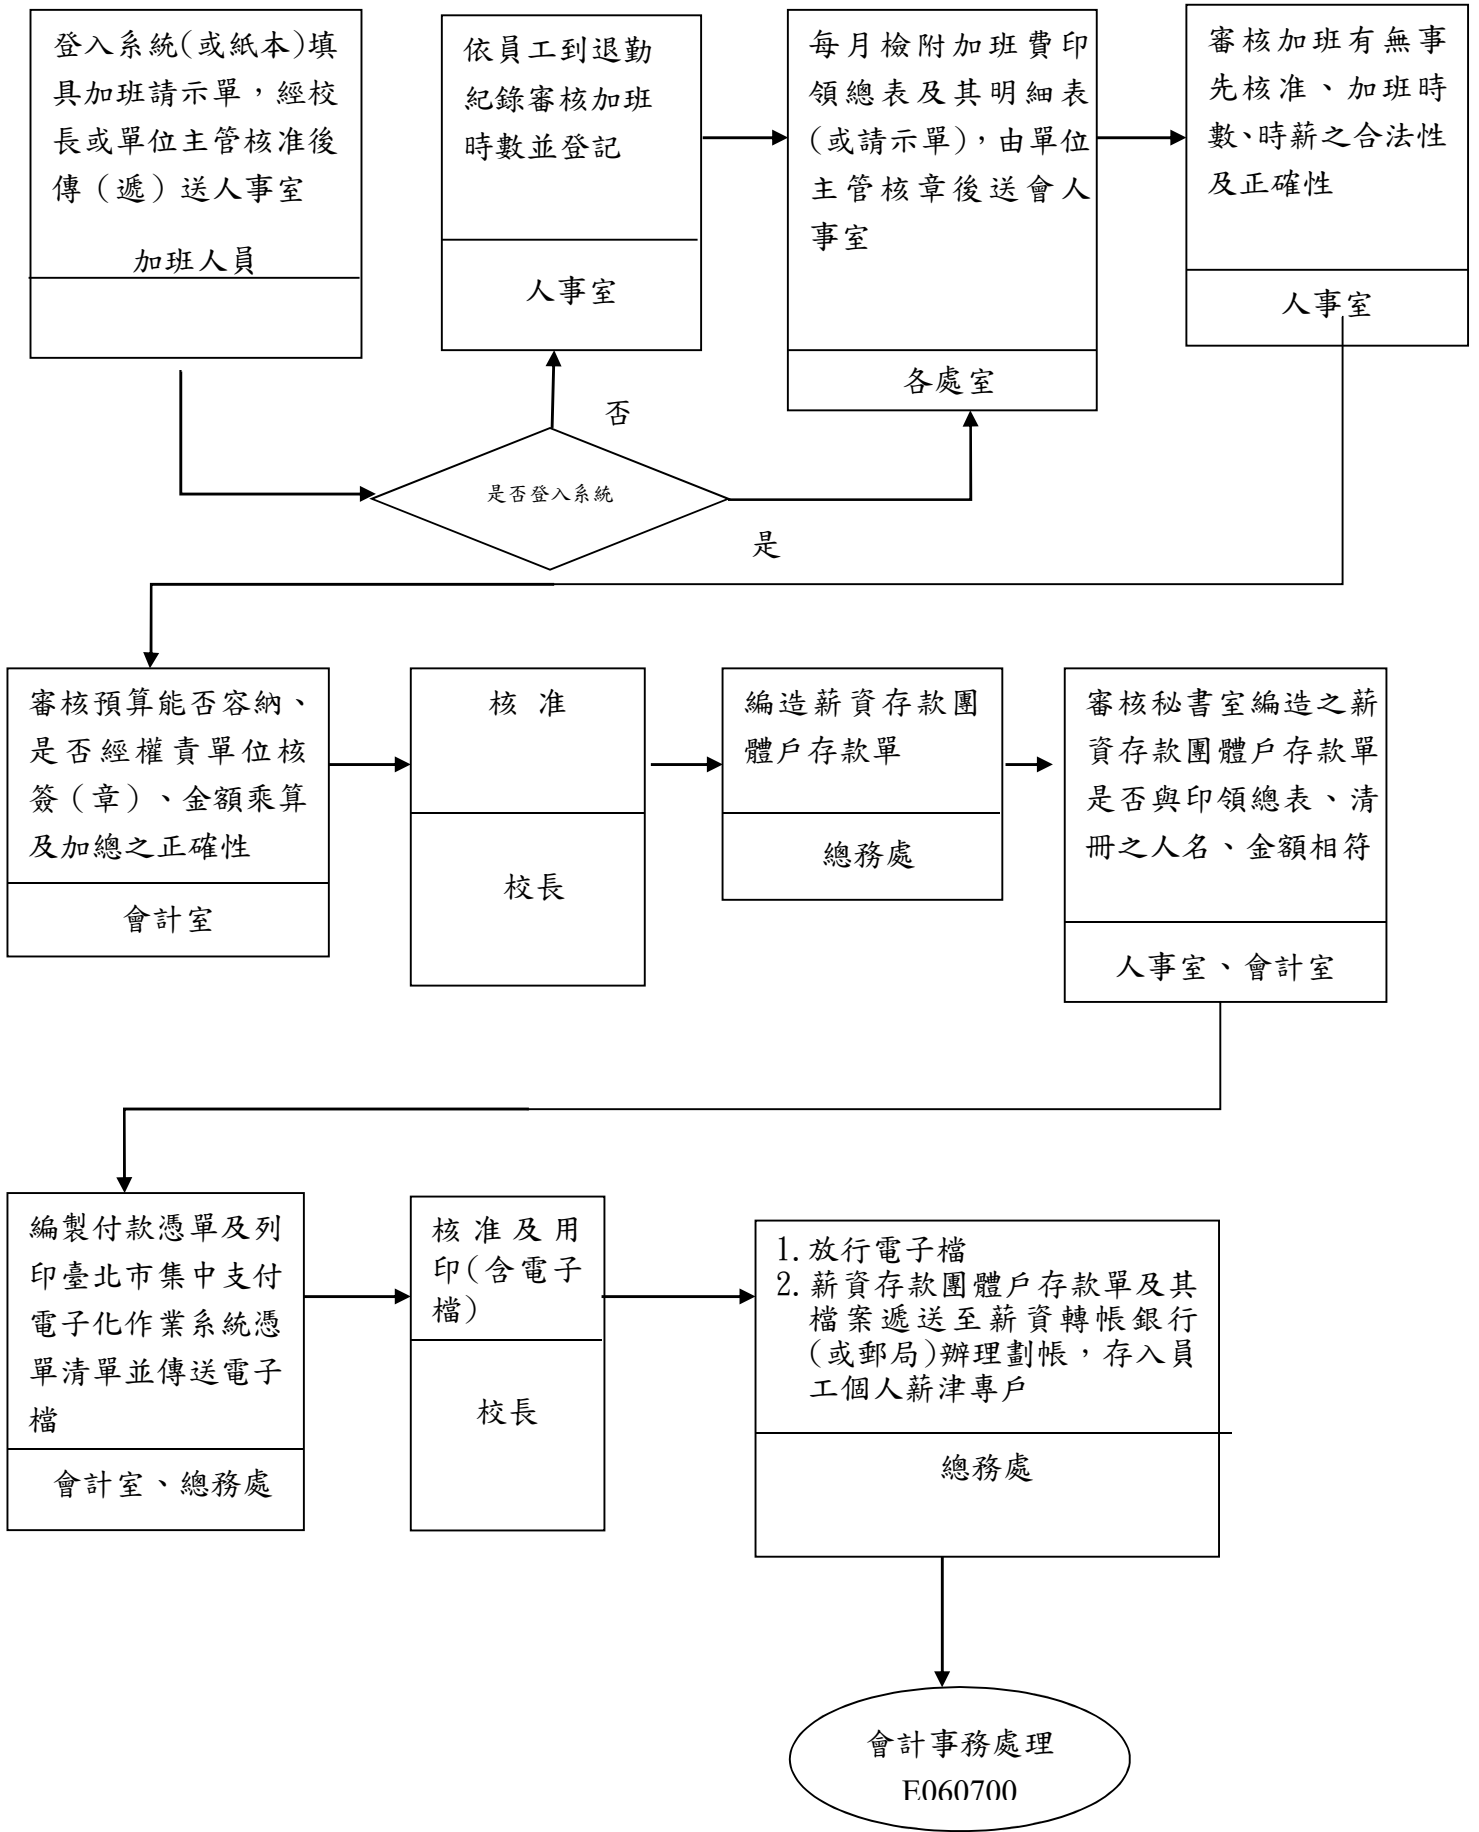 登入系統(或紙本)填
具加班請示單，經校
長或單位主管核准後
傳（遞）送人事室
加班人員
依員工到退勤
紀錄審核加班
時數並登記
人事室
每月檢附加班費印
領總表及其明細表
(或請示單)，由單位
主管核章後送會人
事室
各處室
審核加班有無事
先核准、加班時
數、時薪之合法性
及正確性
人事室
否
是否登入系統
是
審核預算能否容納、
是否經權責單位核
簽（章）、金額乘算
及加總之正確性
會計室
核 准
校長
編造薪資存款團
體戶存款單
總務處
審核秘書室編造之薪
資存款團體戶存款單
是否與印領總表、清
冊之人名、金額相符
人事室、會計室
編製付款憑單及列
印臺北市集中支付
電子化作業系統憑
單清單並傳送電子
檔
會計室、總務處
核准及用
印(含電子
檔)
校長
1.放行電子檔
2.薪資存款團體戶存款單及其
檔案遞送至薪資轉帳銀行
(或郵局)辦理劃帳，存入員
工個人薪津專戶
總務處
會計事務處理
E060700